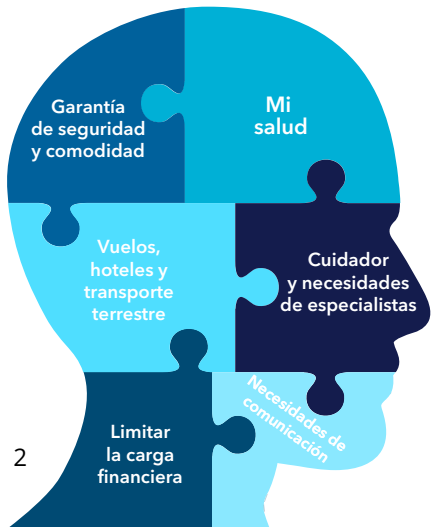 Garantía
de seguridad
y comodidad
Mi
salud
Vuelos,
hoteles y
transporte
terrestre
Cuidador
y necesidades
de especialistas
Necesidades de
comunicación
Limitar
la carga
financiera
2